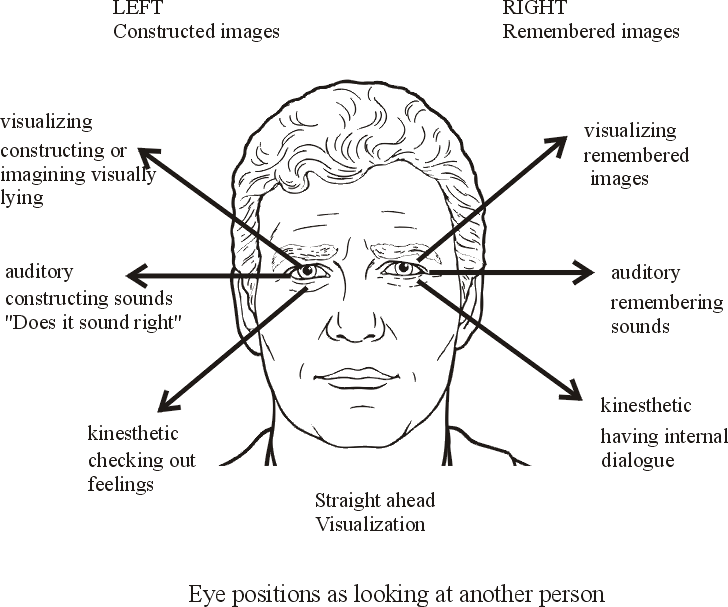 LEFT
Constructed images
RIGHT
Remembered images
visualizing
constructing or
imagining visually
lying
visualizing
remembered
images
auditory
constructing sounds
"Does it sound right"
auditory
remembering
sounds
kinesthetic
checking out
feelings
kinesthetic
having internal
dialogue
Straight ahead
Visualization
Eye positions as looking at another person